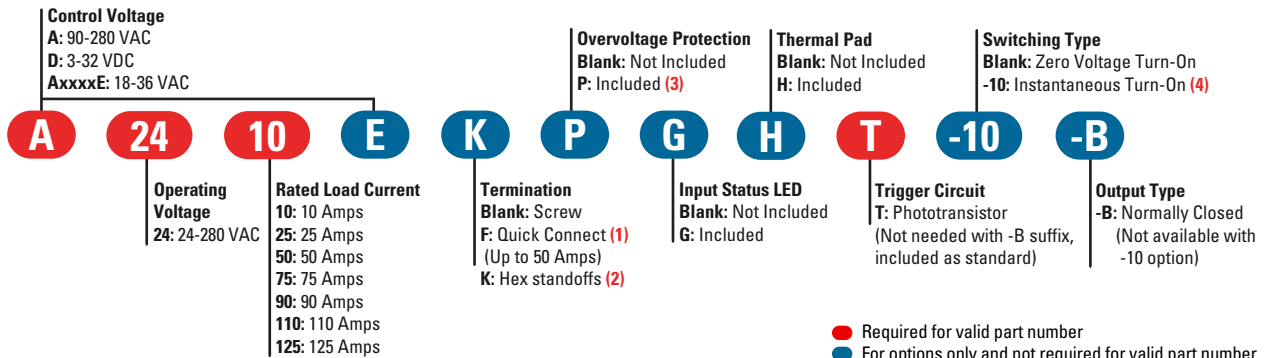 Control Voltage
A: 90-280 VAC
D: 3-32 VDC
AxxxxE: 18-36 VAC
Overvoltage Protection
Blank: Not Included
P: Included (3)
Thermal Pad
Blank: Not Included
H: Included
Switching Type
Blank: Zero Voltage Turn-On
-10: Instantaneous Turn-On (4)
A 24 10 E K P G H T -10 -B
Operating
Voltage
24: 24-280 VAC
Rated Load Current
10: 10 Amps
25: 25 Amps
50: 50 Amps
75: 75 Amps
90: 90 Amps
110: 110 Amps
125: 125 Amps
Termination
Blank: Screw
F: Quick Connect (1)
(Up to 50 Amps)
K: Hex standoffs (2)
Input Status LED
Blank: Not Included
G: Included
Trigger Circuit
T: Phototransistor
(Not needed with -B suffix,
included as standard)
Output Type
-B: Normally Closed
(Not available with
-10 option)
Required for valid part number
For options only and not required for valid part number